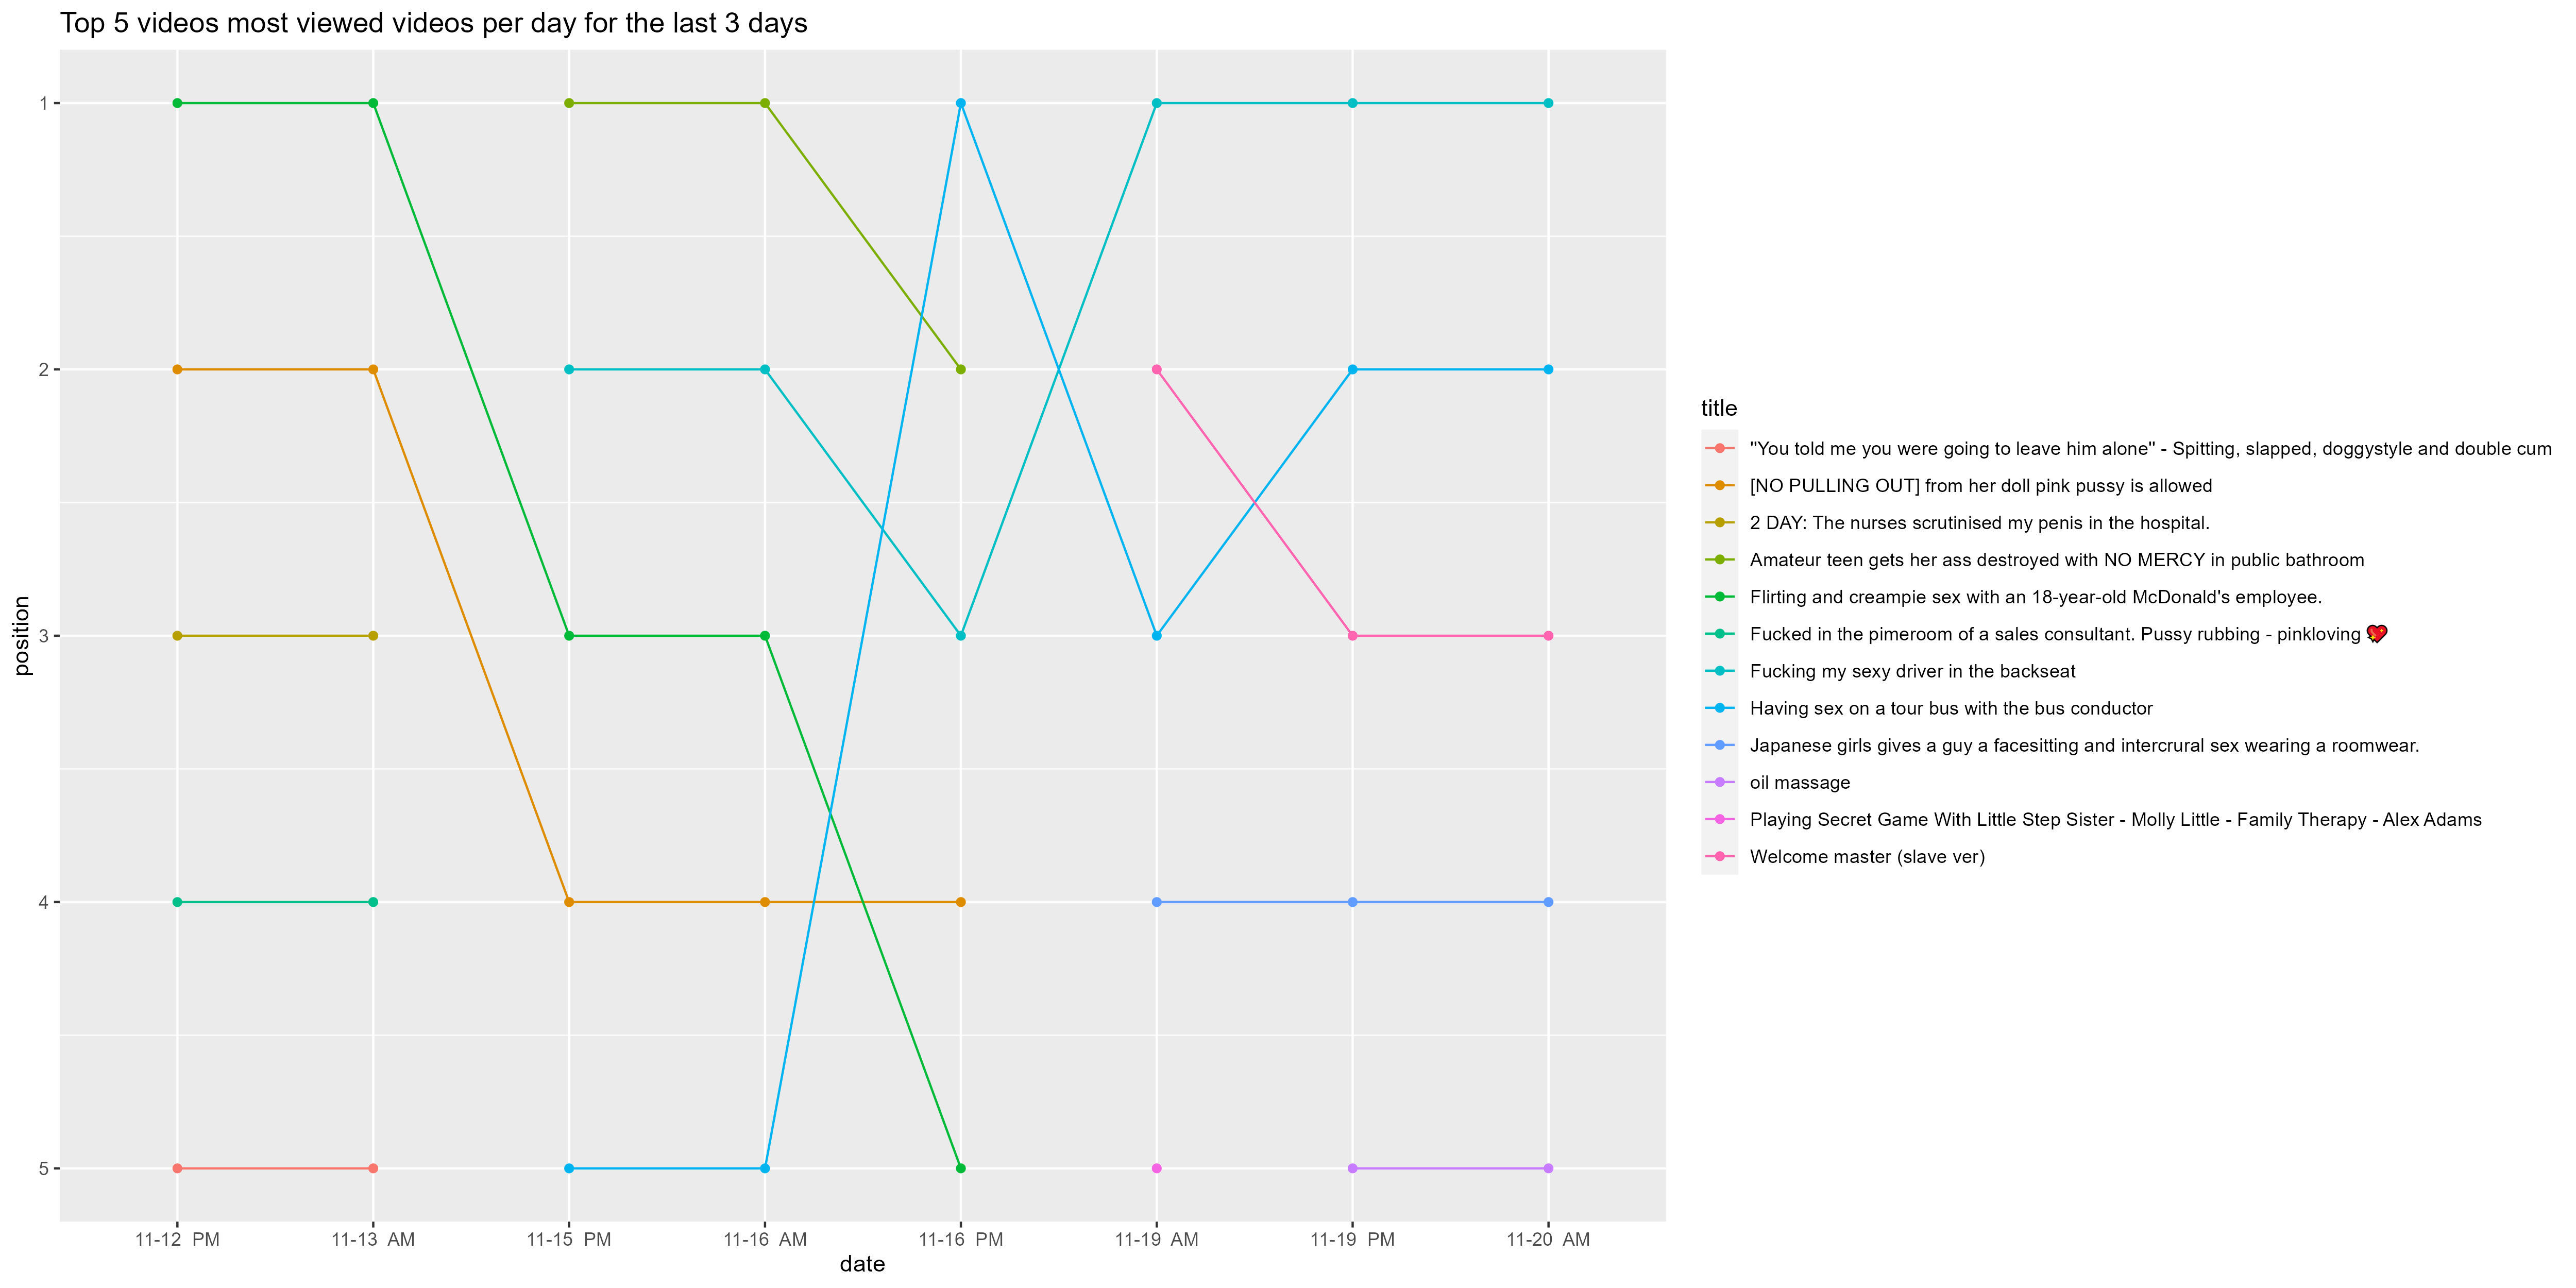 Top 5 videos most viewed videos per day for the last 3 days
position
1
2
3
4
5
11-12 PM
11-13 AM
11-15 PM
11-16 AM
11-16 PM
11-19 AM
11-19 PM
11-20 AM
date
title
"You told me you were going to leave him alone" - Spitting, slapped, doggystyle and double cum
[NO PULLING OUT] from her doll pink pussy is allowed
2 DAY: The nurses scrutinised my penis in the hospital.
Amateur teen gets her ass destroyed with NO MERCY in public bathroom
Flirting and creampie sex with an 18-year-old McDonald's employee.
Fucked in the pimeroom of a sales consultant. Pussy rubbing - pinkloving 💖
Fucking my sexy driver in the backseat
Having sex on a tour bus with the bus conductor
Japanese girls gives a guy a facesitting and intercrural sex wearing a roomwear.
oil massage
Playing Secret Game With Little Step Sister - Molly Little - Family Therapy - Alex Adams
Welcome master (slave ver)